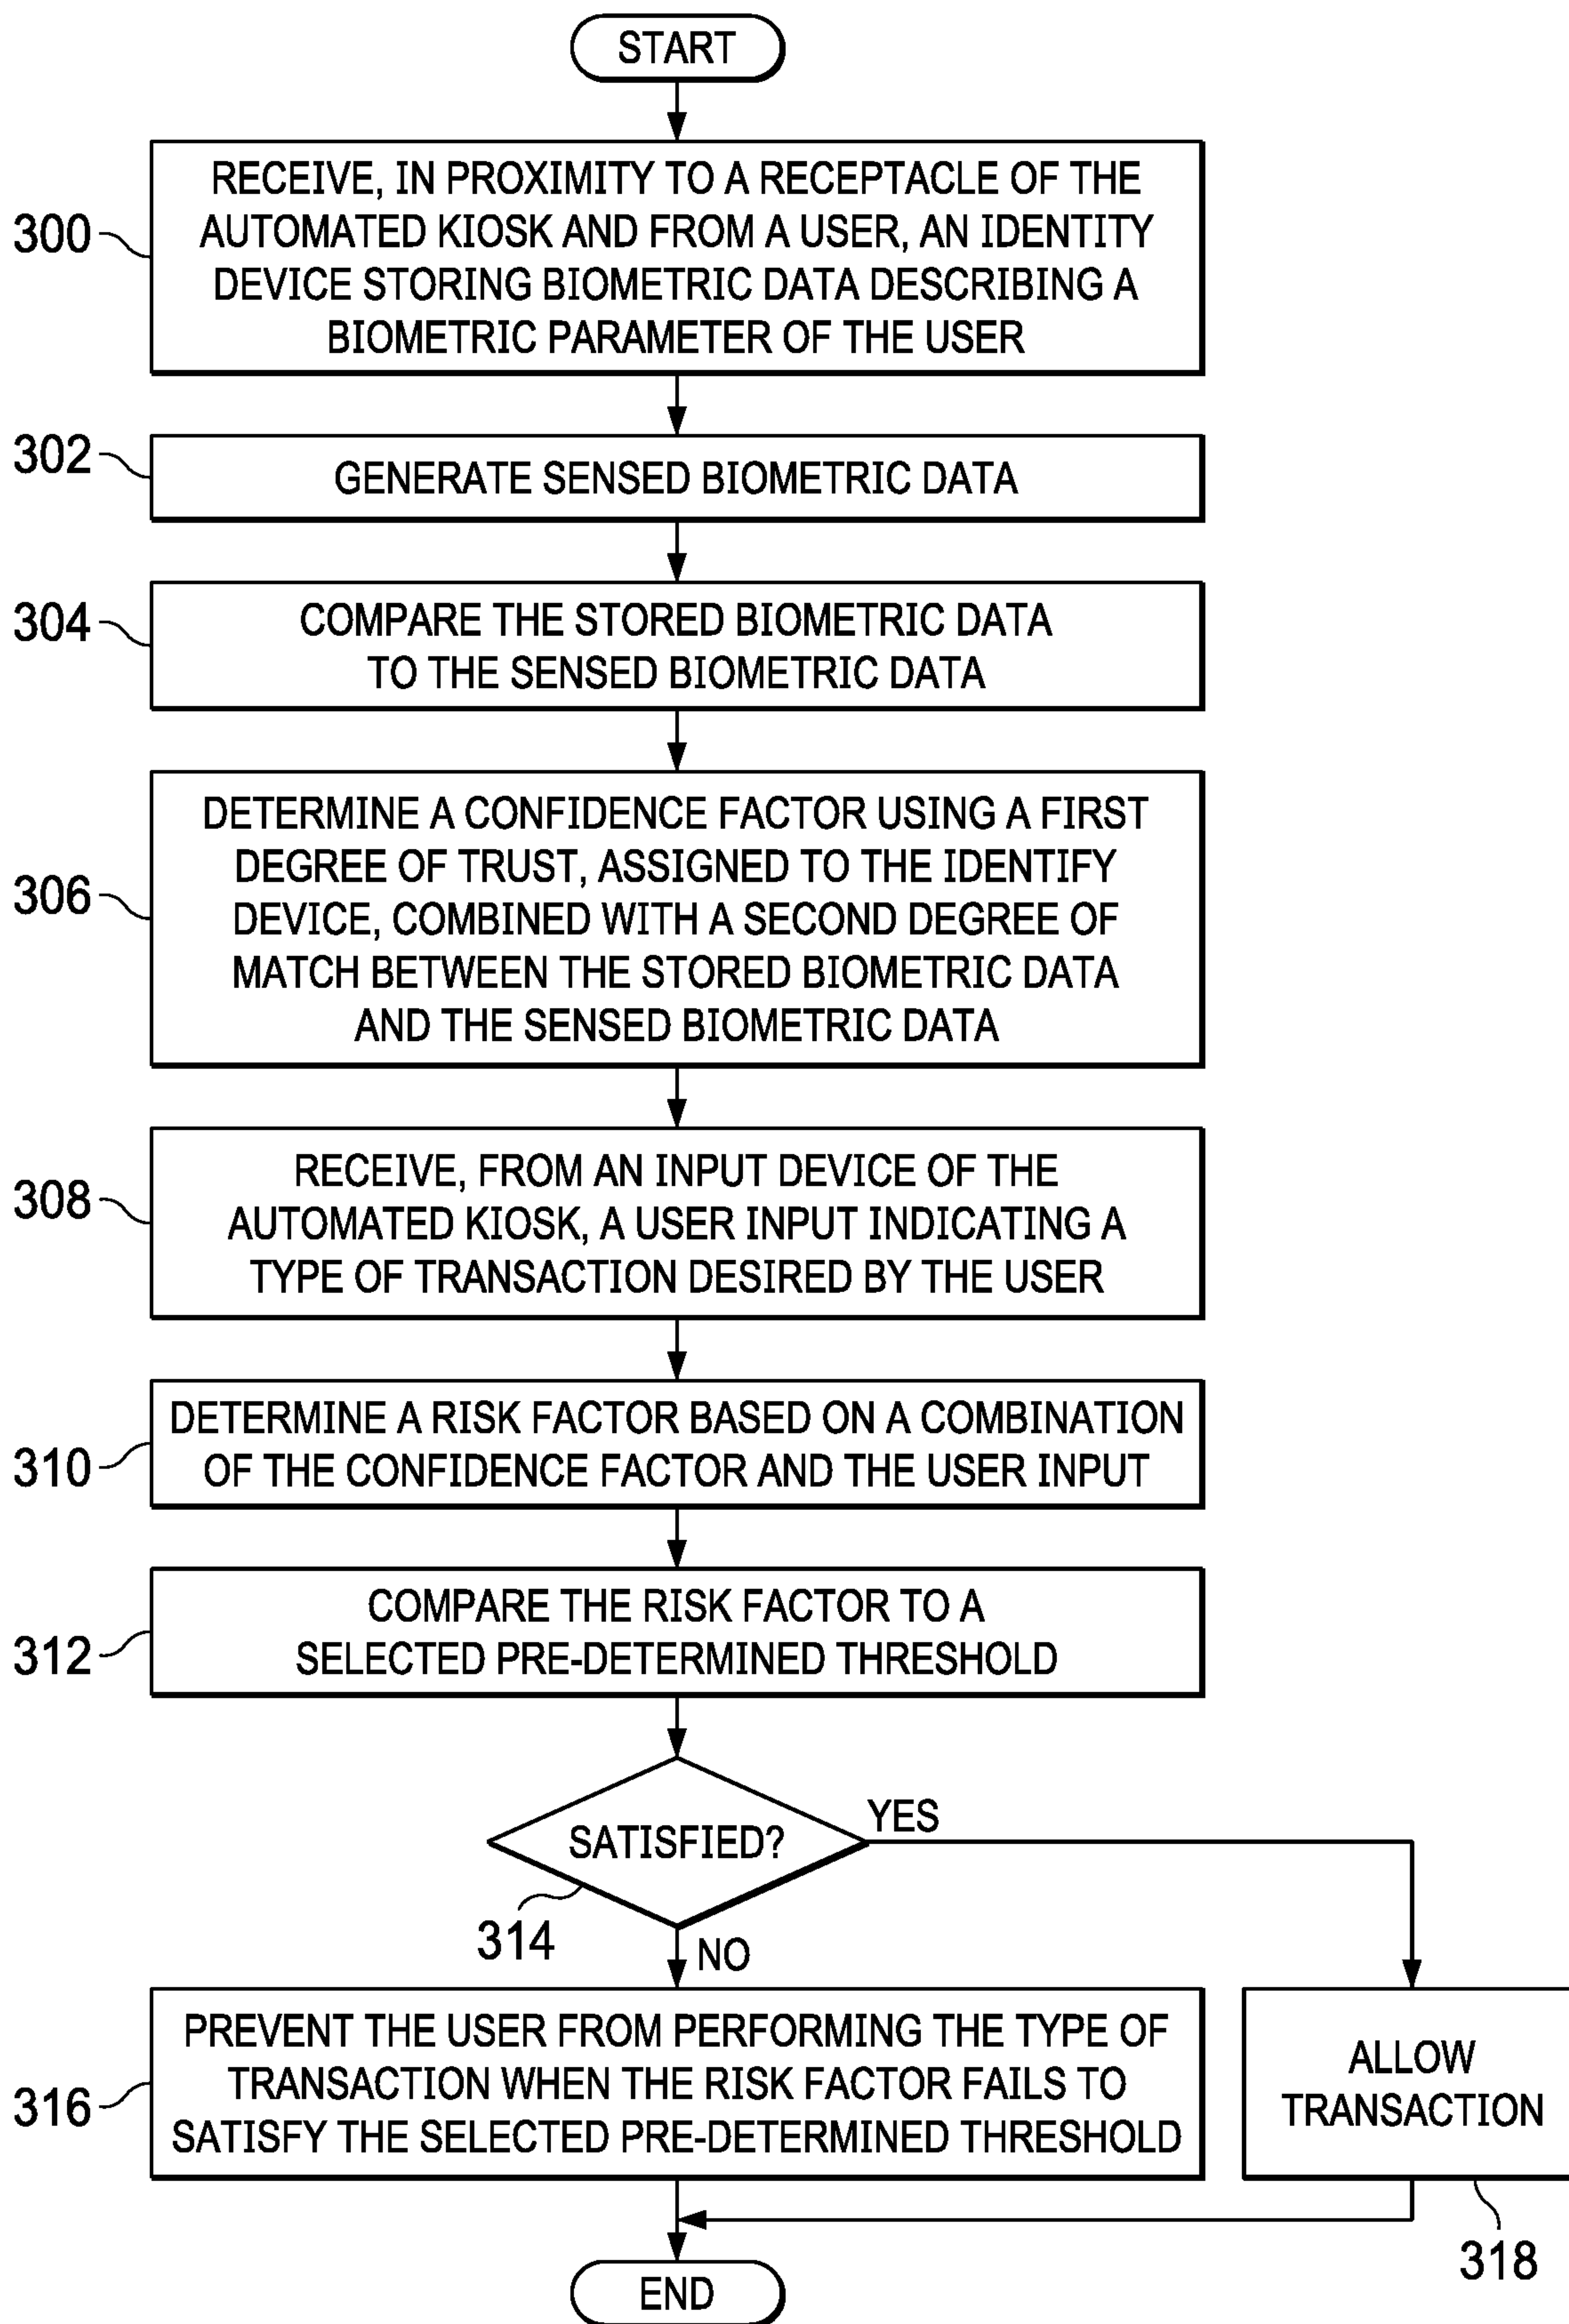 START
300
RECEIVE, IN PROXIMITY TO A RECEPTACLE OF THE
AUTOMATED KIOSK AND FROM A USER, AN IDENTITY
DEVICE STORING BIOMETRIC DATA DESCRIBING A
BIOMETRIC PARAMETER OF THE USER
302
GENERATE SENSED BIOMETRIC DATA
304
COMPARE THE STORED BIOMETRIC DATA
TO THE SENSED BIOMETRIC DATA
306
DETERMINE A CONFIDENCE FACTOR USING A FIRST
DEGREE OF TRUST, ASSIGNED TO THE IDENTIFY
DEVICE, COMBINED WITH A SECOND DEGREE OF
MATCH BETWEEN THE STORED BIOMETRIC DATA
AND THE SENSED BIOMETRIC DATA
308
RECEIVE, FROM AN INPUT DEVICE OF THE
AUTOMATED KIOSK, A USER INPUT INDICATING A
TYPE OF TRANSACTION DESIRED BY THE USER
310
DETERMINE A RISK FACTOR BASED ON A COMBINATION
OF THE CONFIDENCE FACTOR AND THE USER INPUT
312
COMPARE THE RISK FACTOR TO A
SELECTED PRE-DETERMINED THRESHOLD
SATISFIED?
YES
314
NO
316
PREVENT THE USER FROM PERFORMING THE TYPE OF
TRANSACTION WHEN THE RISK FACTOR FAILS TO
SATISFY THE SELECTED PRE-DETERMINED THRESHOLD
ALLOW
TRANSACTION
318
END